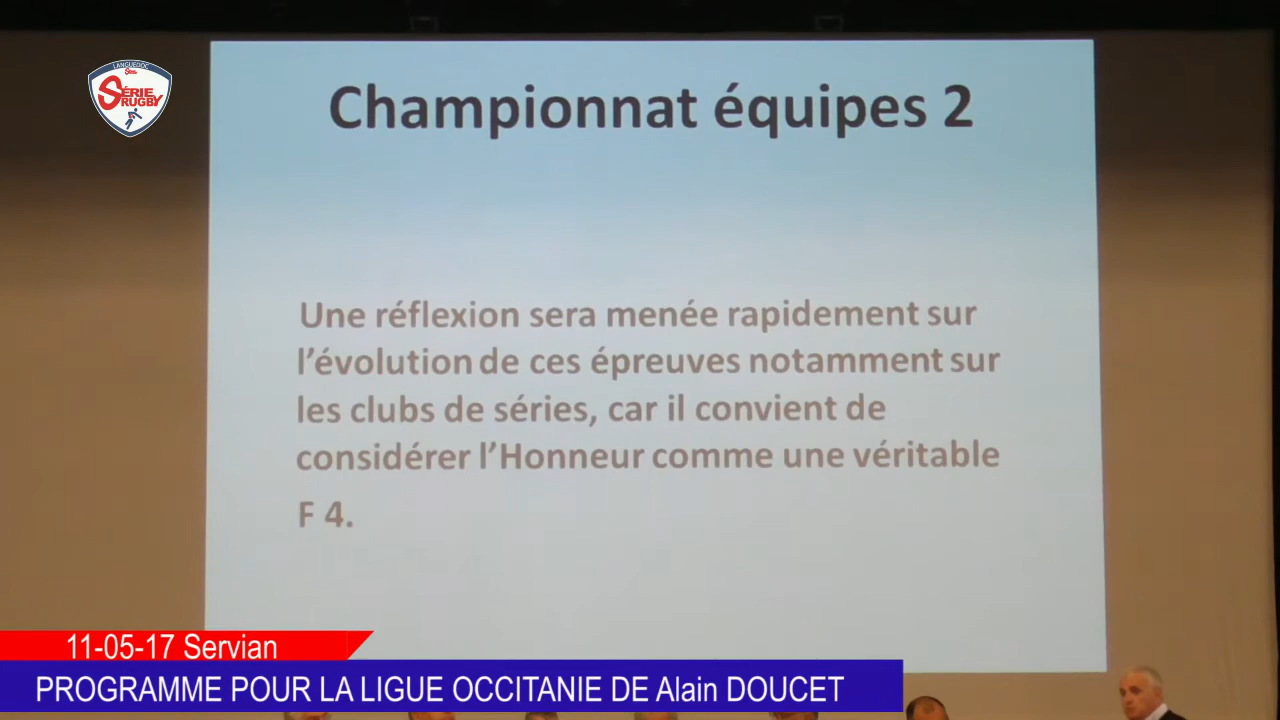 LANGUEDOC
SÉRIE
RUGBY
Championnat équipes 2
Une réflexion sera menée rapidement sur
l'évolution de ces épreuves notamment sur
les clubs de séries, car il convient de
considérer l'Honneur comme une véritable
F 4.
11-05-17 Servian
PROGRAMME POUR LA LIGUE OCCITANIE DE Alain DOUCET